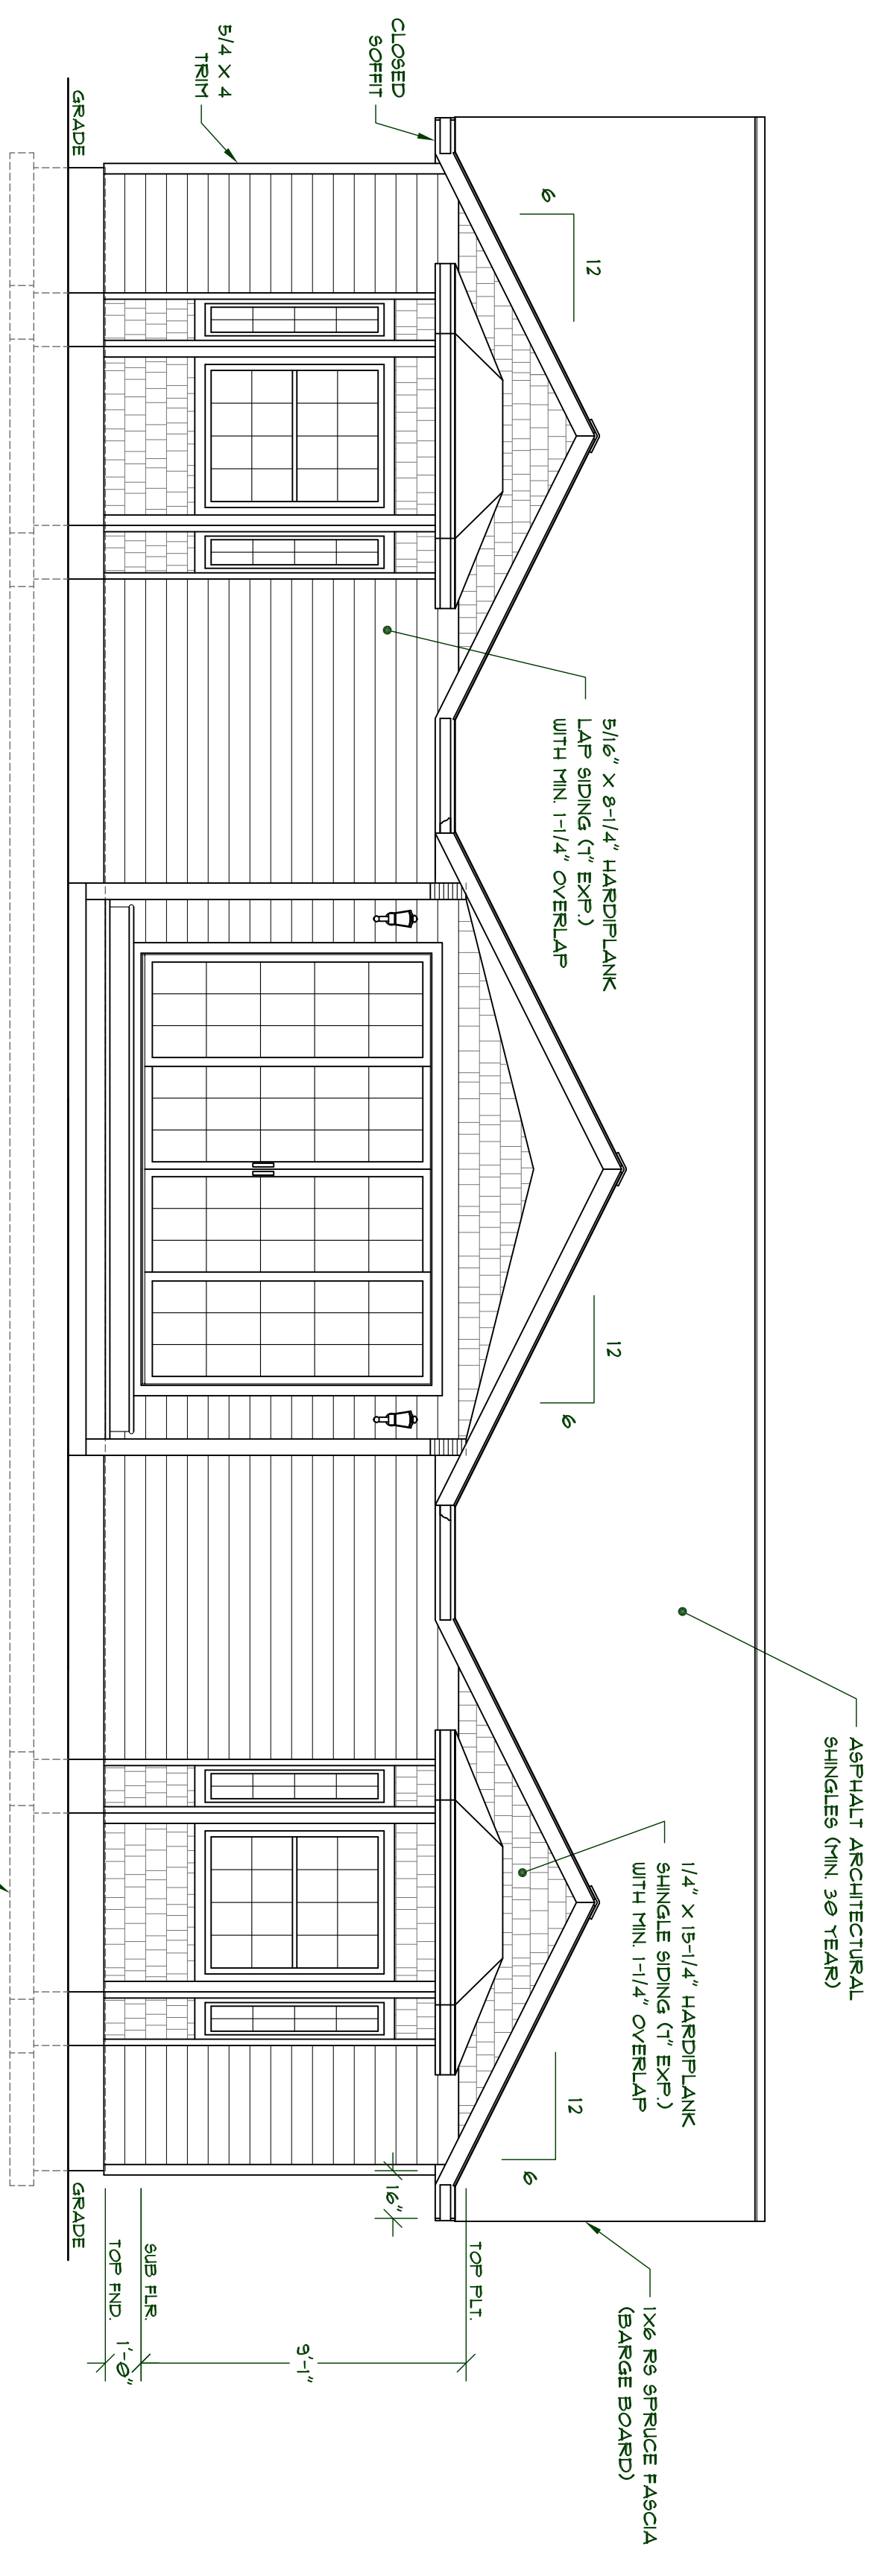 ASPHALT ARCHITECTURAL
SHINGLES (MIN. 30 YEAR)
12
6
12
6
5/16" X 8-1/4" HARDIPLANK
LAP SIDING (7" EXP.)
WITH MIN. 1-1/4" OVERLAP
1/4" X 15-1/4" HARDIPLANK
SHINGLE SIDING (7" EXP.)
WITH MIN. 1-1/4" OVERLAP
12
6
1X6 RS SPRUCE FASCIA
(BARGE BOARD)
CLOSED
SOFFIT
5/4 X 4
TRIM
16"
TOP PLT.
9'-1"
SUB FLR.
1'-0"
TOP FND.
GRADE
GRADE